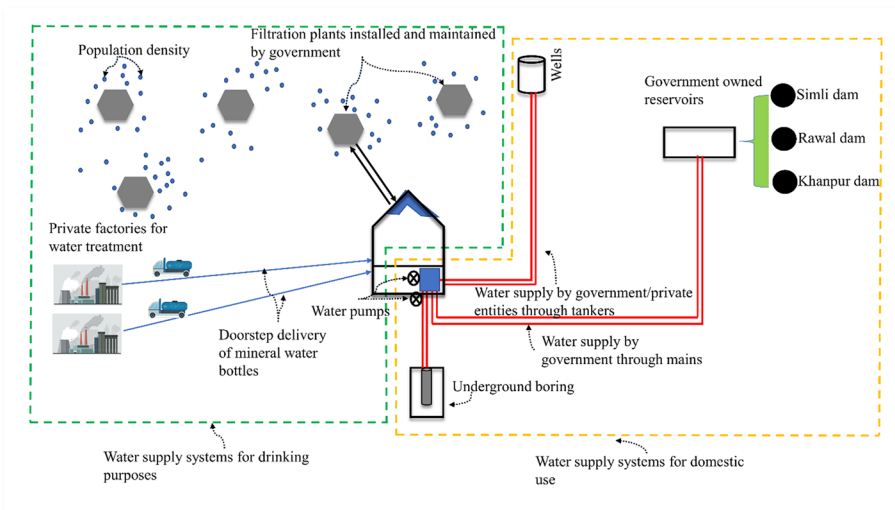 Population density
Filtration plants installed and maintained
by government
Wells
Government owned
reservoirs
Simli dam
Rawal dam
Khanpur dam
Private factories for
water treatment
Water pumps
Doorstep delivery
of mineral water
bottles
Water supply by government/private
entities through tankers
Water supply by
government through mains
Underground boring
Water supply systems for drinking
purposes
Water supply systems for domestic
use